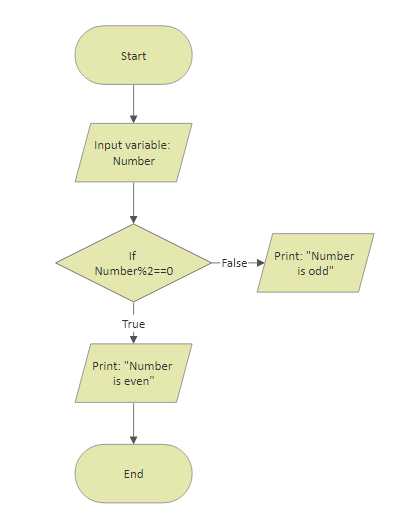 Start
Input variable:
Number
If
Number%2==0
False
Print: "Number
is odd"
True
Print: "Number
is even"
End